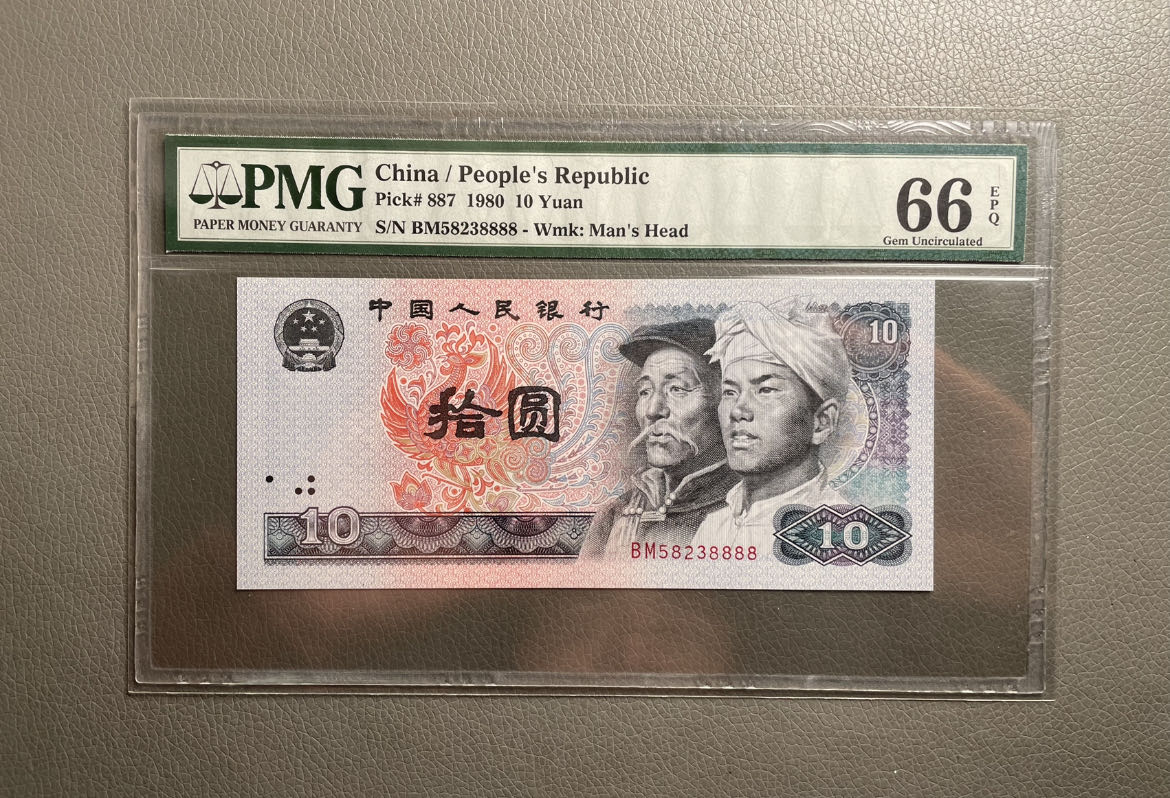 PMG
PAPER MONEY GUARANTY
China / People's Republic
Pick# 887 1980 10 Yuan
S/N BM58238888 - Wmk: Man's Head
66
EPQ
Gem Uncirculated
中国人民银行
10
拾圆
10
BM58238888
10